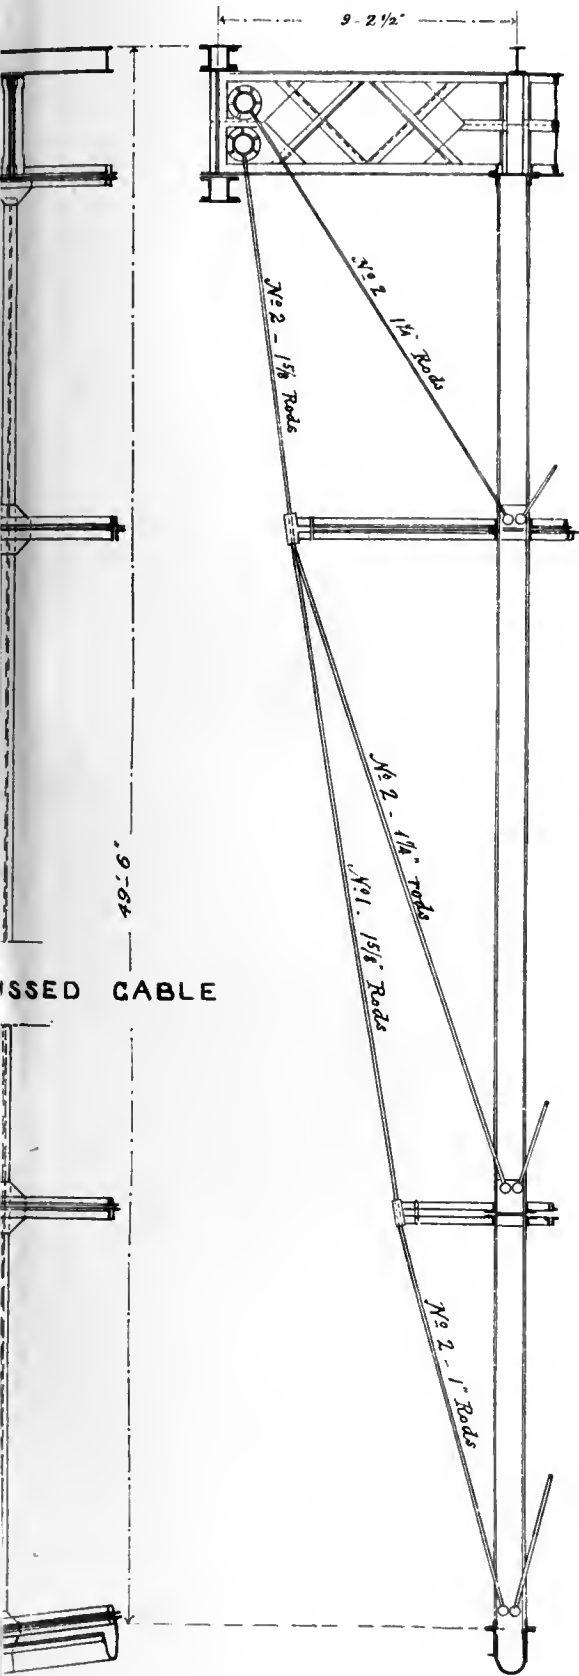 9-2 1/2"
No 2 1 1/4" Rods
No 2 - 1 5/8 Rods
No 2 - 1 1/4" rods
No 1. 1 5/8" Rods
49'-6"
SSED CABLE
No 2 - 1" Rods